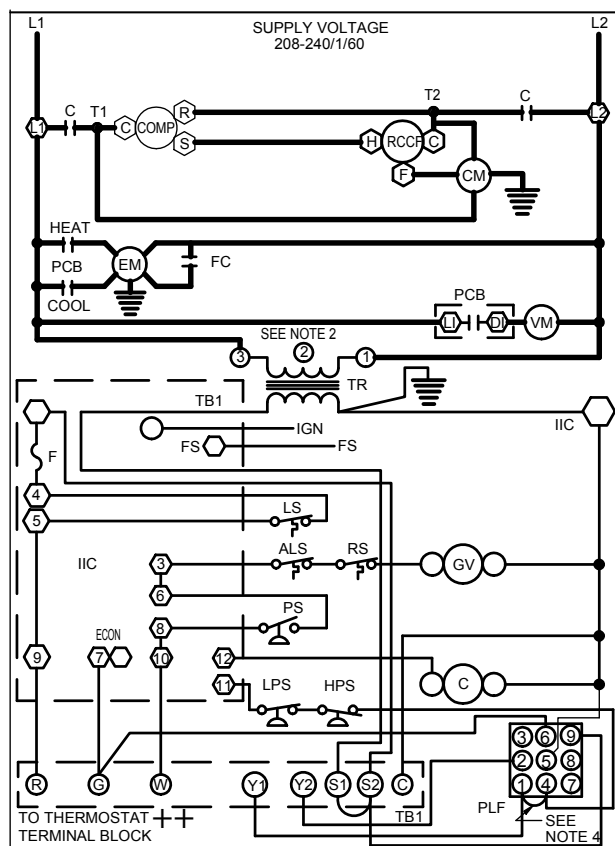 L1
SUPPLY VOLTAGE
L2
208-240/1/60
C T1 R T2 C
L1 C COMP L2
S H RCCF C
F CM
HEAT
PCB EM FC
COOL
PCB
LI DI VM
SEE NOTE 2
3 2 1
TR
TB1
IGN IIC
FS FS
F
4
LS
5
ALS RS
IIC 3 GV
6
PS
ECON 8
9 7 10 12
C
11 LPS HPS
3 6 9
2 5 8
R G W Y1 Y2 S1 S2 C 1 4 7
TB1 PLF
TO THERMOSTAT ++
SEE
TERMINAL BLOCK
NOTE 4